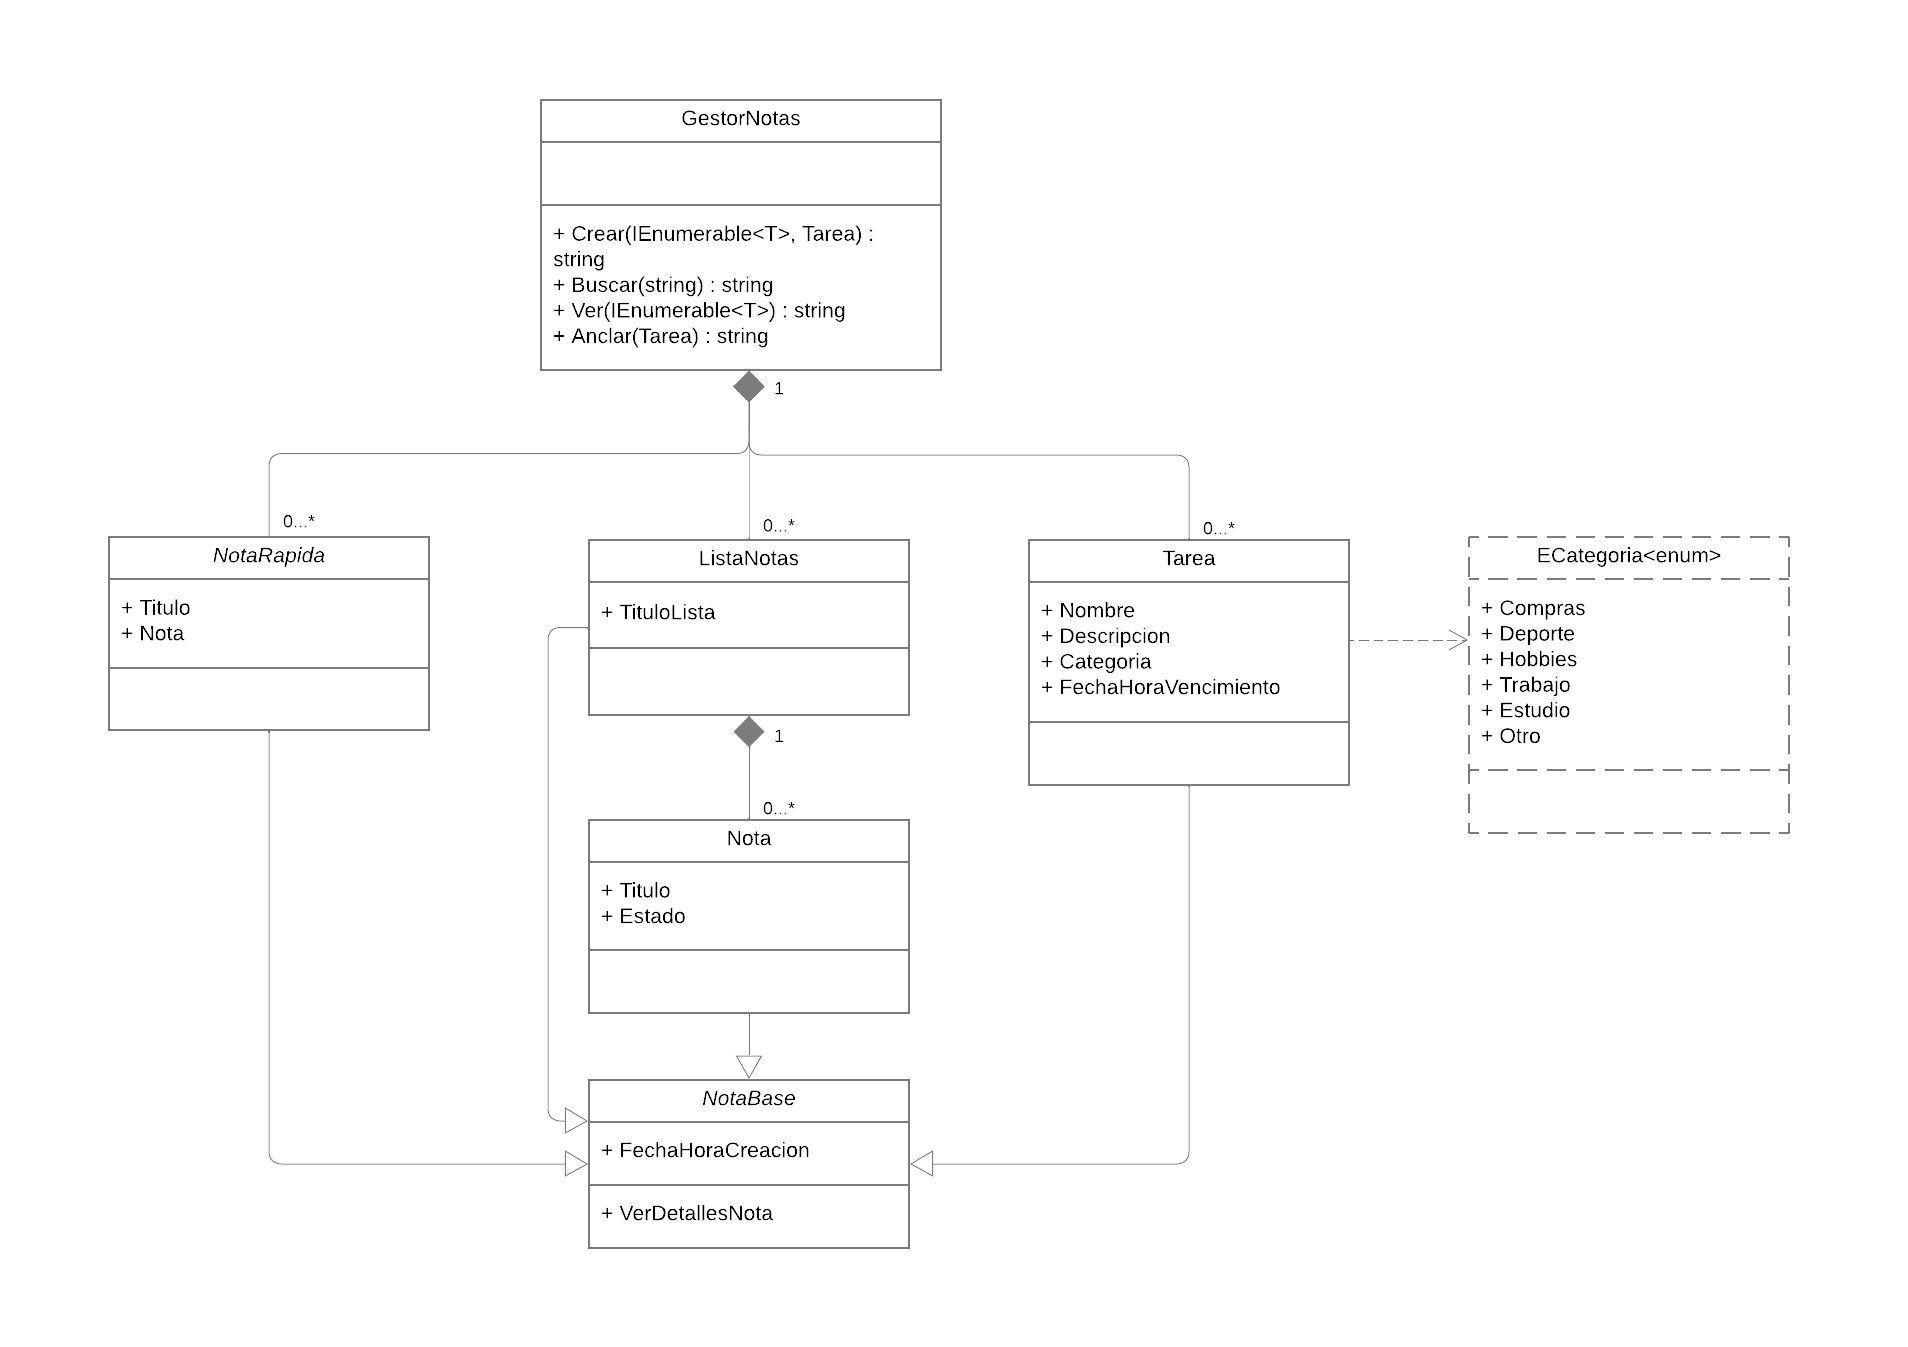 GestorNotas
+ Crear(IEnumerable<T>, Tarea) :
string
+ Buscar(string) : string
+ Ver(IEnumerable<T>) : string
+ Anclar(Tarea) : string
1
0...*
NotaRapida
+ Titulo
+ Nota
0...*
ListaNotas
+ TituloLista
1
0...*
Tarea
+ Nombre
+ Descripcion
+ Categoria
+ FechaHoraVencimiento
ECategoria<enum>
+ Compras
+ Deporte
+ Hobbies
+ Trabajo
+ Estudio
+ Otro
0...*
Nota
+ Titulo
+ Estado
NotaBase
+ FechaHoraCreacion
+ VerDetallesNota